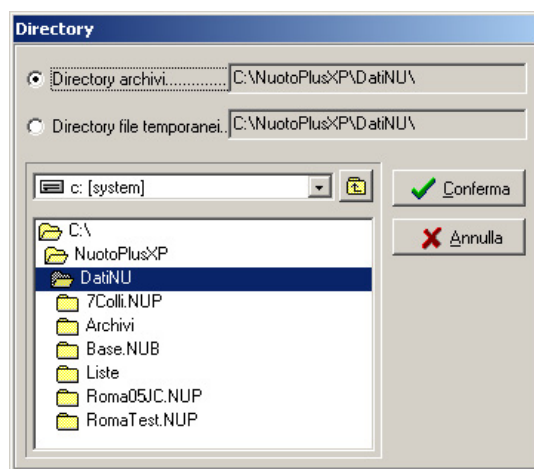 Directory
Directory archivi............. C:\NuotoPlusXP\DatiNU\
Directory file temporanei.. C:\NuotoPlusXP\DatiNU\
c: [system]
Conferma
Annulla
C:\
NuotoPlusXP
DatiNU
7Colli.NUP
Archivi
Base.NUB
Liste
Roma05JC.NUP
RomaTest.NUP